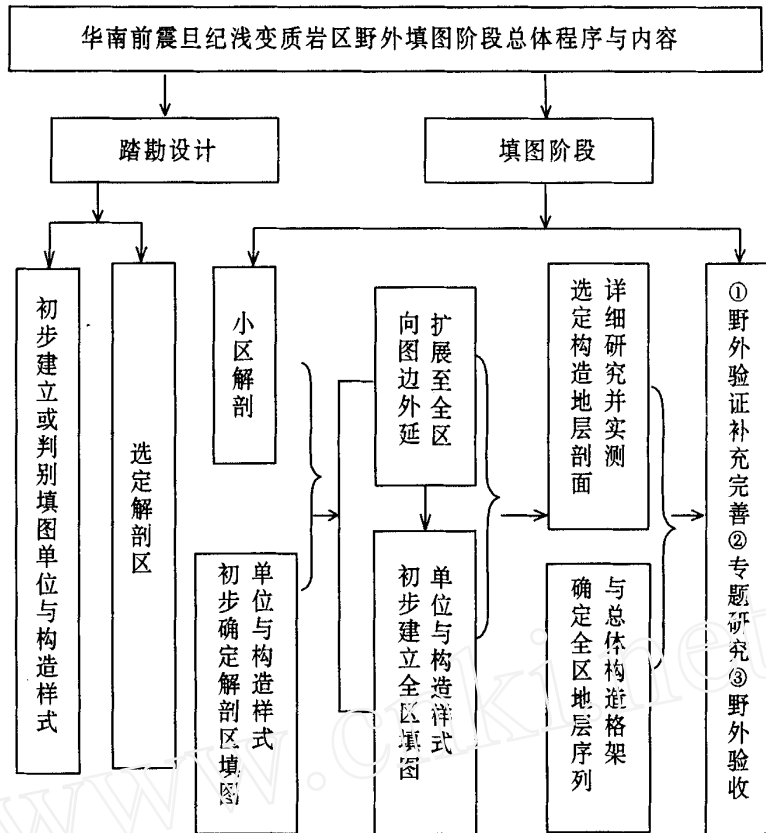 华南前震旦纪浅变质岩区野外填图阶段总体程序与内容
踏勘设计
填图阶段
初步建立或判别填图单位与构造样式
选定解剖区
小区解剖
初步确定解剖区填图
单位与构造样式
向图边外延
扩展至全区
初步建立全区填图
单位与构造样式
选定构造地层剖面
详细研究并实测
确定全区地层序列
与总体构造格架
①野外验证补充完善②专题研究③野外验收
www.cnki.net